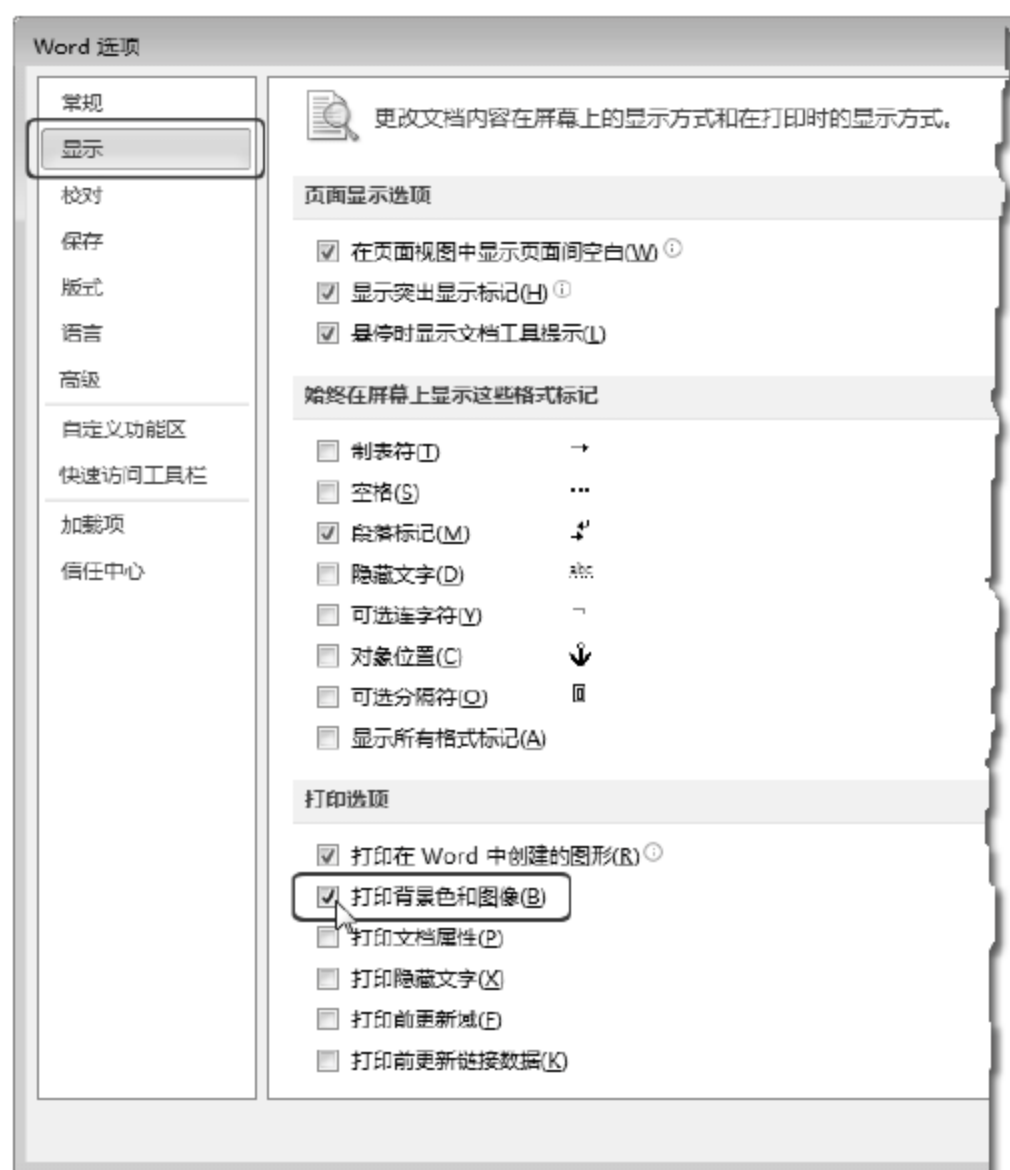 Word 选项
常规
显示
校对
保存
版式
语言
高级
自定义功能区
快速访问工具栏
加载项
信任中心
更改文档内容在屏幕上的显示方式和在打印时的显示方式。
页面显示选项
在页面视图中显示页面间空白(W)
显示突出显示标记(H)
悬停时显示文档工具提示(L)
始终在屏幕上显示这些格式标记
制表符(T)
空格(S)
段落标记(M)
隐藏文字(D) abc
可选连字符(Y)
对象位置(C)
可选分隔符(O)
显示所有格式标记(A)
打印选项
打印在 Word 中创建的图形(R)
打印背景色和图像(B)
打印文档属性(P)
打印隐藏文字(X)
打印前更新域(F)
打印前更新链接数据(K)